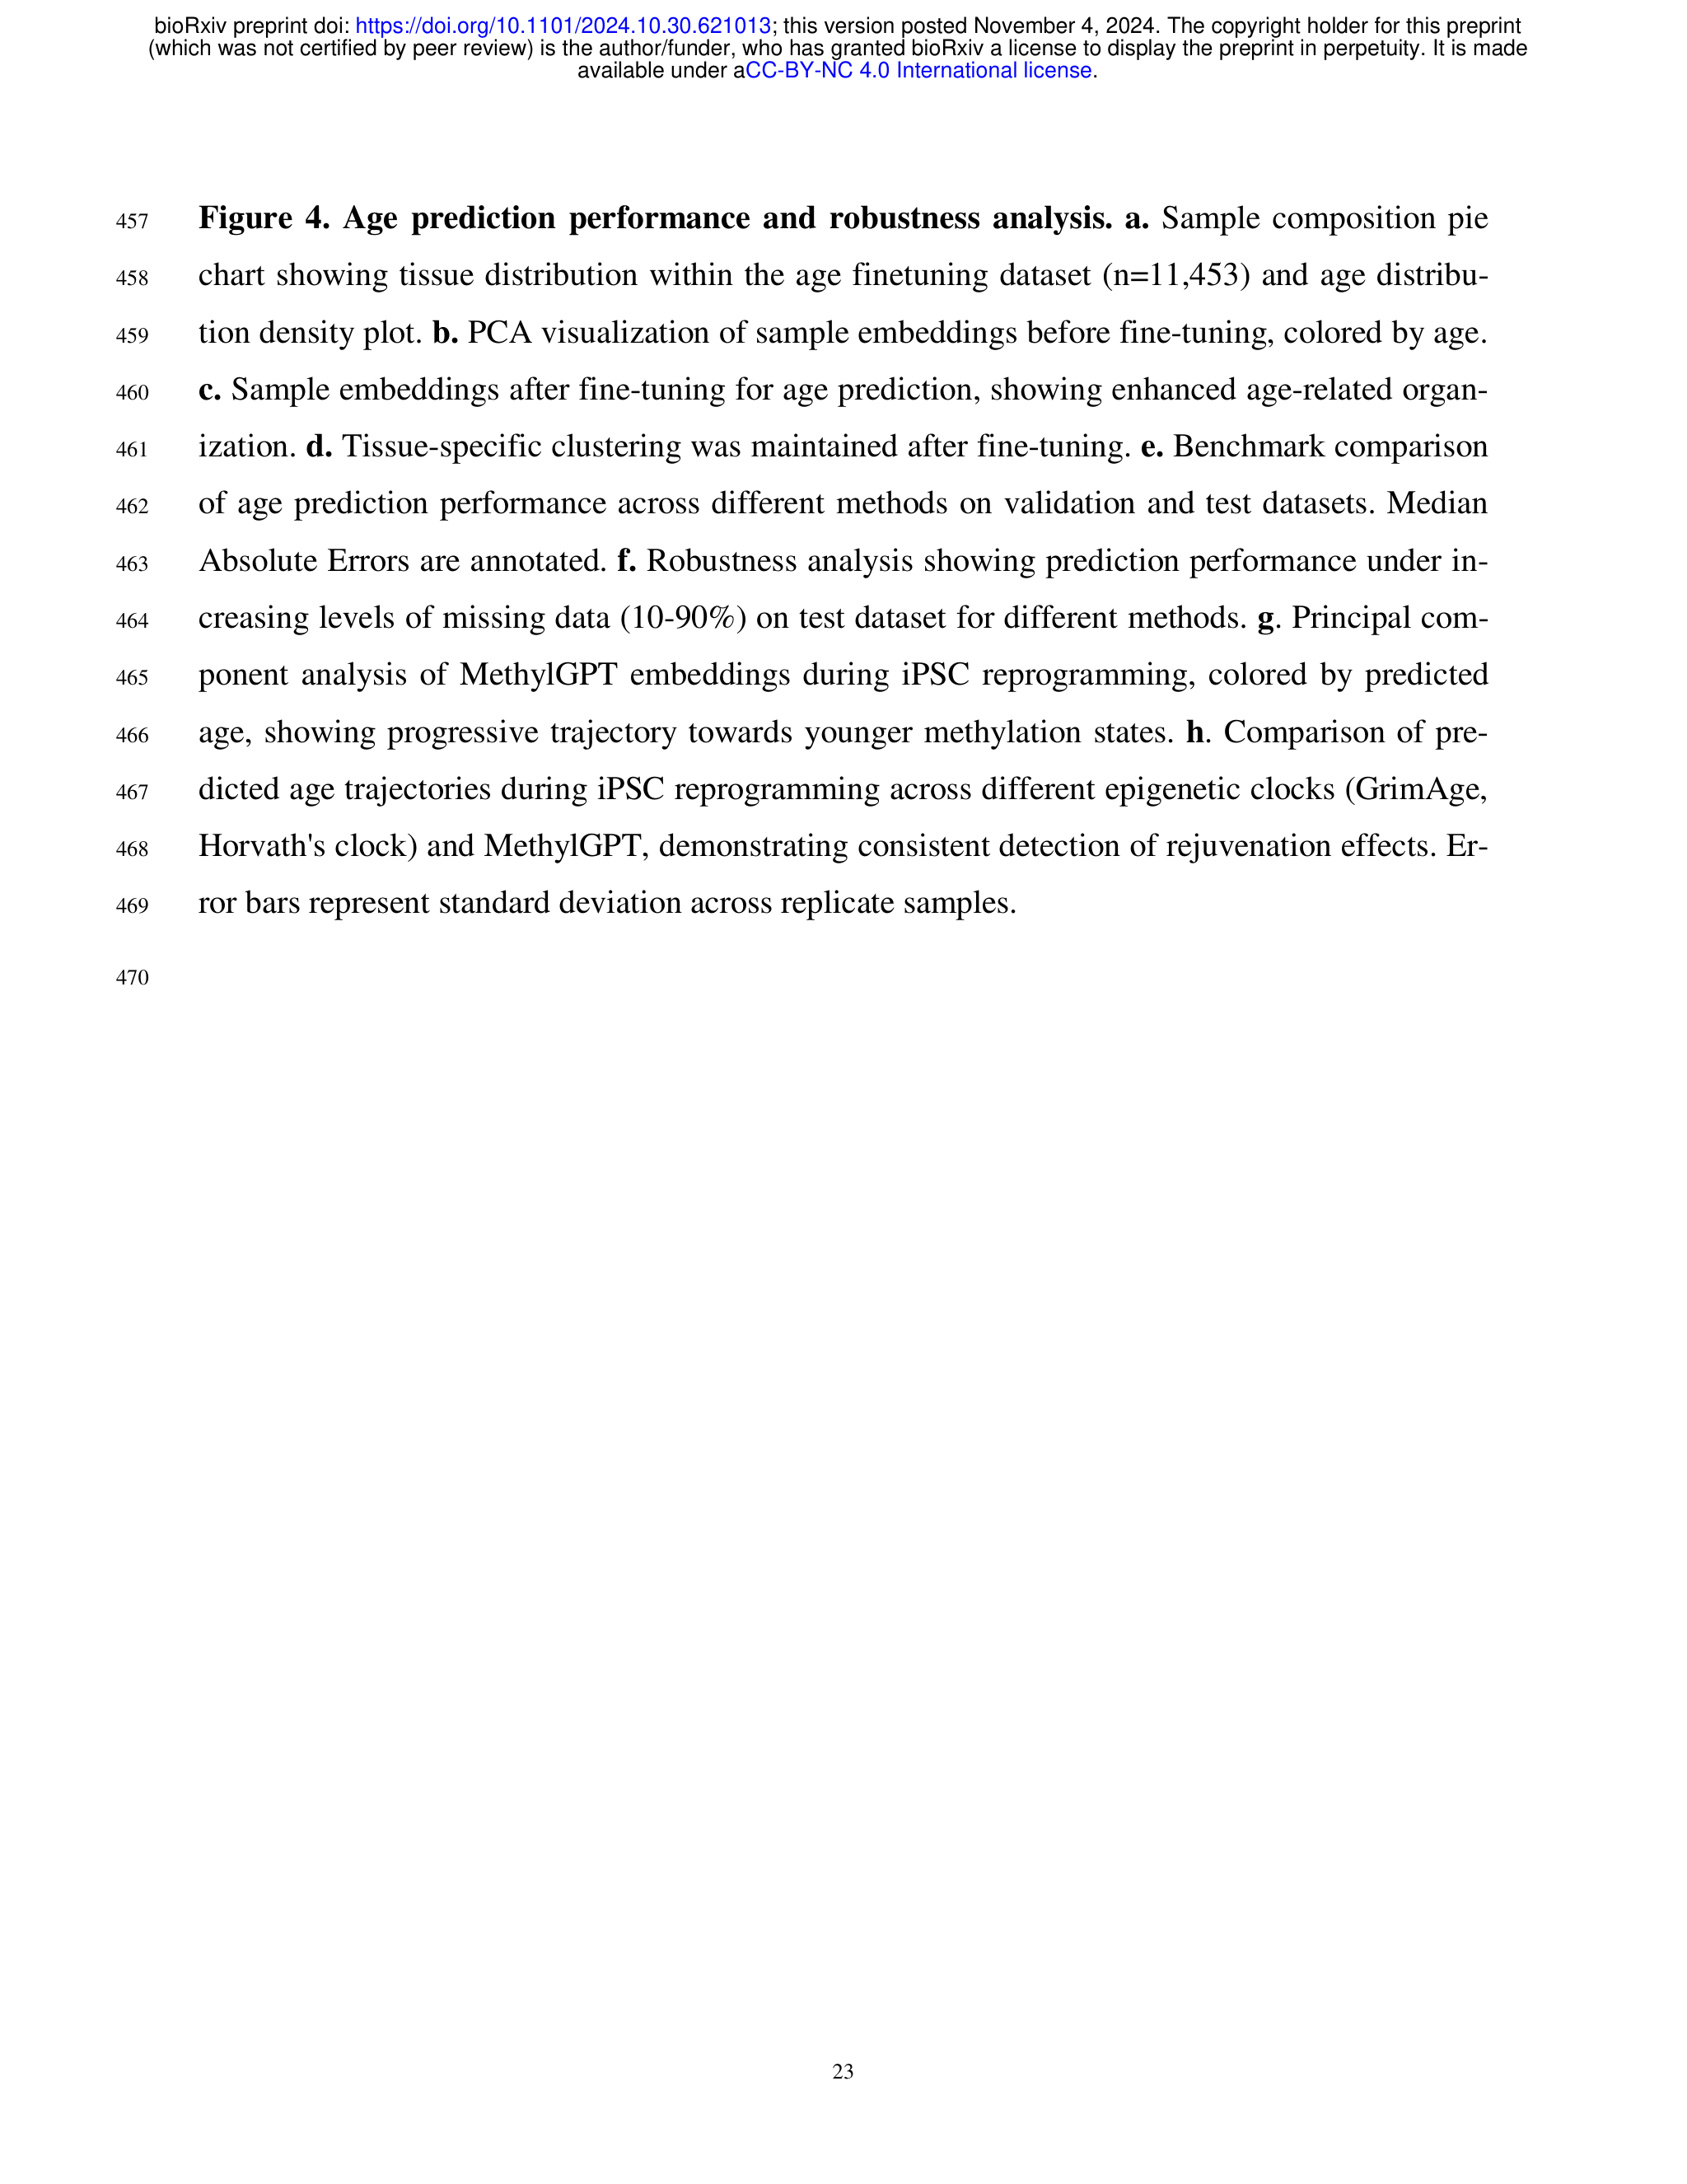 bioRxiv preprint doi: https://doi.org/10.1101/2024.10.30.621013; this version posted November 4, 2024. The copyright holder for this preprint
(which was not certified by peer review) is the author/funder, who has granted bioRxiv a license to display the preprint in perpetuity. It is made
available under aCC-BY-NC 4.0 International license.
457 Figure 4. Age prediction performance and robustness analysis. a. Sample composition pie
458 chart showing tissue distribution within the age finetuning dataset (n=11,453) and age distribu-
459 tion density plot. b. PCA visualization of sample embeddings before fine-tuning, colored by age.
460 c. Sample embeddings after fine-tuning for age prediction, showing enhanced age-related organ-
461 ization. d. Tissue-specific clustering was maintained after fine-tuning. e. Benchmark comparison
462 of age prediction performance across different methods on validation and test datasets. Median
463 Absolute Errors are annotated. f. Robustness analysis showing prediction performance under in-
464 creasing levels of missing data (10-90%) on test dataset for different methods. g. Principal com-
465 ponent analysis of MethylGPT embeddings during iPSC reprogramming, colored by predicted
466 age, showing progressive trajectory towards younger methylation states. h. Comparison of pre-
467 dicted age trajectories during iPSC reprogramming across different epigenetic clocks (GrimAge,
468 Horvath's clock) and MethylGPT, demonstrating consistent detection of rejuvenation effects. Er-
469 ror bars represent standard deviation across replicate samples.
470
23